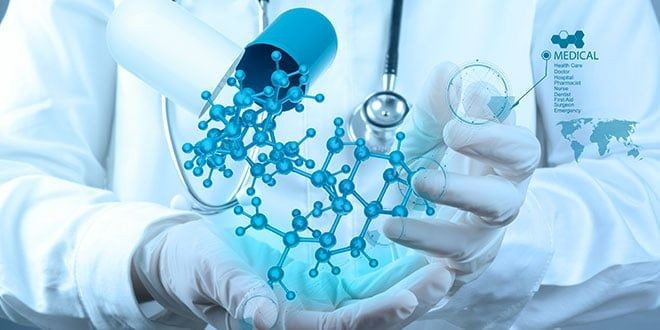 MEDICAL
Health Care
Doctor
Hospital
Pharmacist
Nurse
Dentist
First-Aid
Surgeon
Emergency